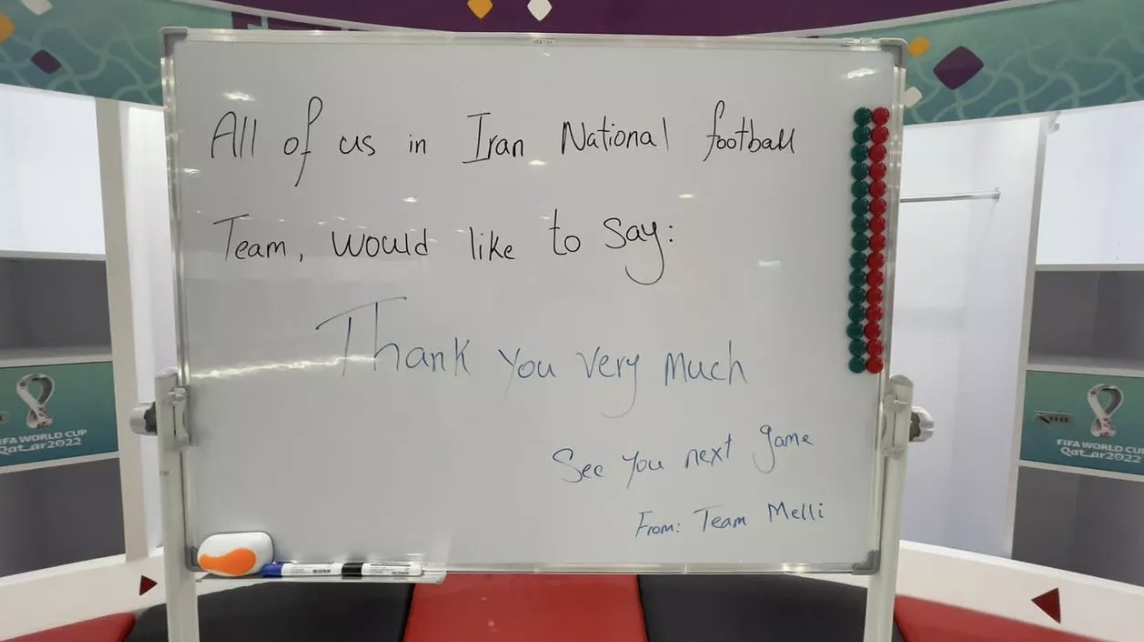 All of us in Iran National football
Team, would like to say:
Thank you very much
See you next game
From: Team Melli
FIFA WORLD CUP
Qatar2022
FIFA WORLD CUP
Qatar2022